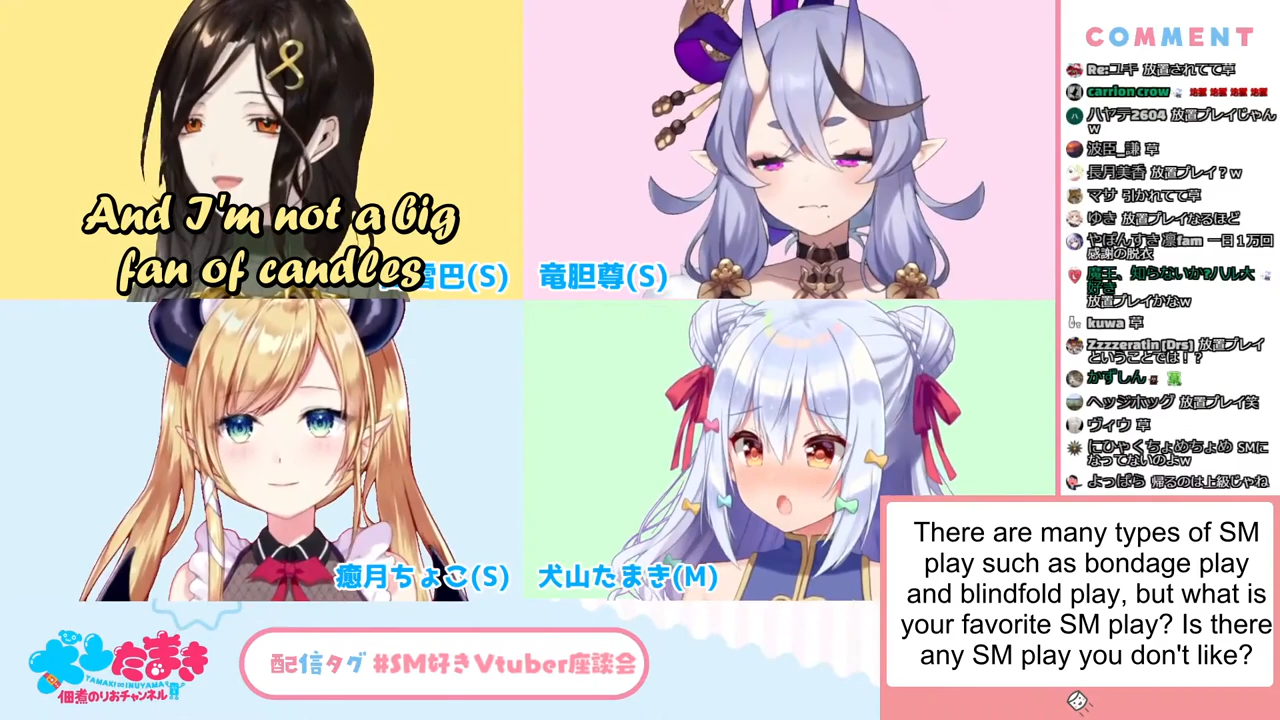 And I'm not a big
fan of candles
雪巴(S)
竜胆尊(S)
癒月ちょこ(S)
犬山たまき(M)
犬山たまき
TAMAKI INUYAMA
佃煮のりおチャンネル
配信タグ #SM好きVtuber座談会
COMMENT
Re:ユキ 放置されてて草
carrion crow 放置 放置 放置 放置
ハヤテ2604 放置プレイじゃん
w
波臣_謙 草
長月美香 放置プレイ？w
マサ 引かれてて草
ゆき 放置プレイなるほど
やぽんすき凛fam 一日１万回
感謝の脱衣
魔王、知らないか?ハル大
好き
放置プレイかなw
kuwa 草
Zzzzeratin(Drs) 放置プレイ
ということでは！？
かずしん
ヘッジホッグ 放置プレイ笑
ヴィウ 草
にひゃくちょめちょめ SMに
なってないのよw
よっぱら 帰るのは上級じゃね
There are many types of SM
play such as bondage play
and blindfold play, but what is
your favorite SM play? Is there
any SM play you don't like?